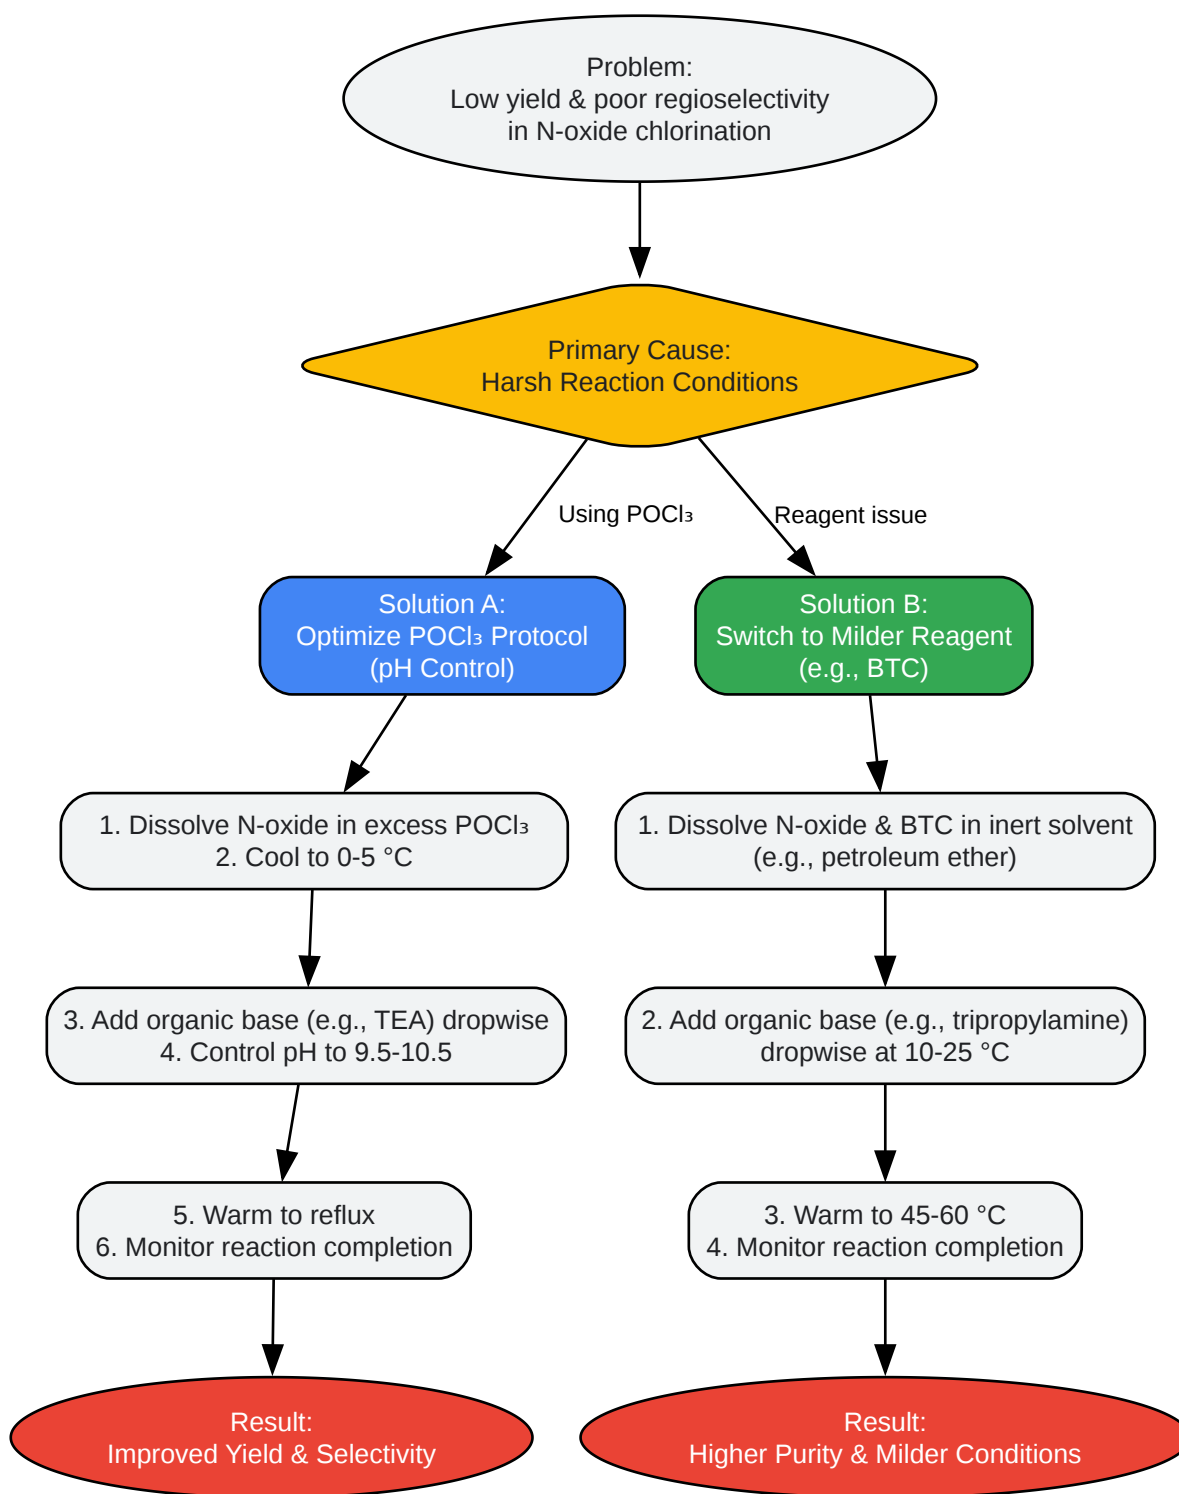 Problem:
Low yield & poor regioselectivity
in N-oxide chlorination
Primary Cause:
Harsh Reaction Conditions
Using POCl₃
Reagent issue
Solution A:
Optimize POCl₃ Protocol
(pH Control)
Solution B:
Switch to Milder Reagent
(e.g., BTC)
1. Dissolve N-oxide in excess POCl₃
2. Cool to 0-5 °C
1. Dissolve N-oxide & BTC in inert solvent
(e.g., petroleum ether)
3. Add organic base (e.g., TEA) dropwise
4. Control pH to 9.5-10.5
2. Add organic base (e.g., tripropylamine)
dropwise at 10-25 °C
5. Warm to reflux
6. Monitor reaction completion
3. Warm to 45-60 °C
4. Monitor reaction completion
Result:
Improved Yield & Selectivity
Result:
Higher Purity & Milder Conditions